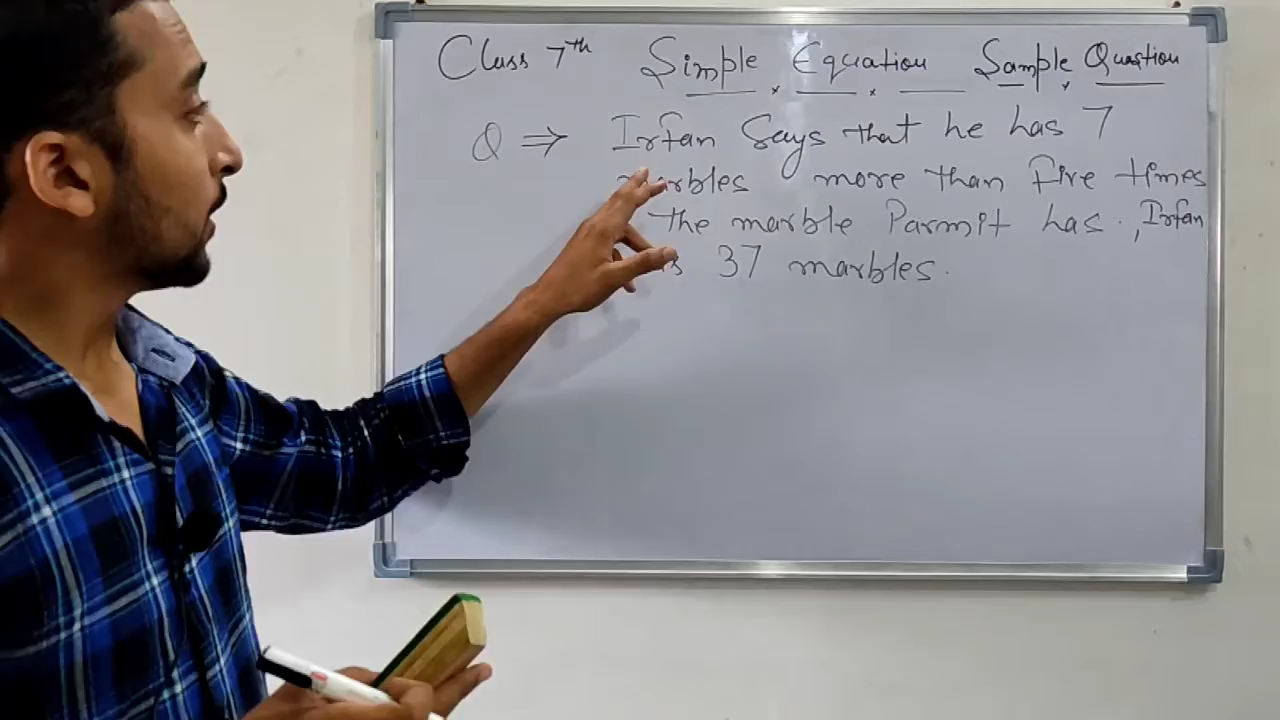 Class 7th Simple Equation Sample Quastion
Q ⇒ Irfan Says that he has 7
marbles more than five times
the marble Parmit has., Irfan
37 marbles.